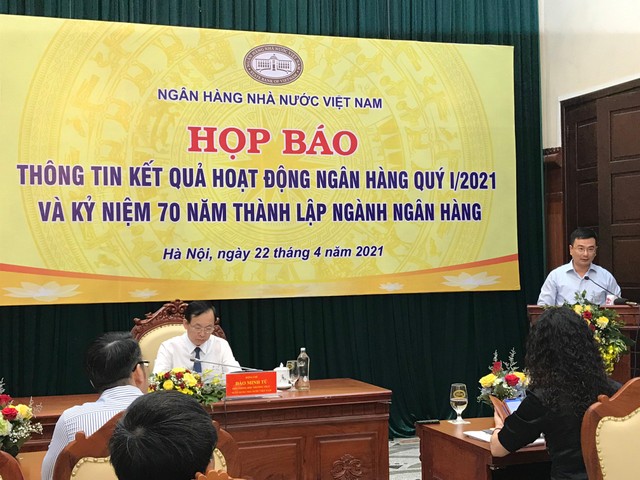 NGÂN HÀNG NHÀ NƯỚC VIỆT NAM
HỌP BÁO
THÔNG TIN KẾT QUẢ HOẠT ĐỘNG NGÂN HÀNG QUÝ I/2021
VÀ KỶ NIỆM 70 NĂM THÀNH LẬP NGÀNH NGÂN HÀNG
Hà Nội, ngày 22 tháng 4 năm 2021
ĐÀO MINH TÚ